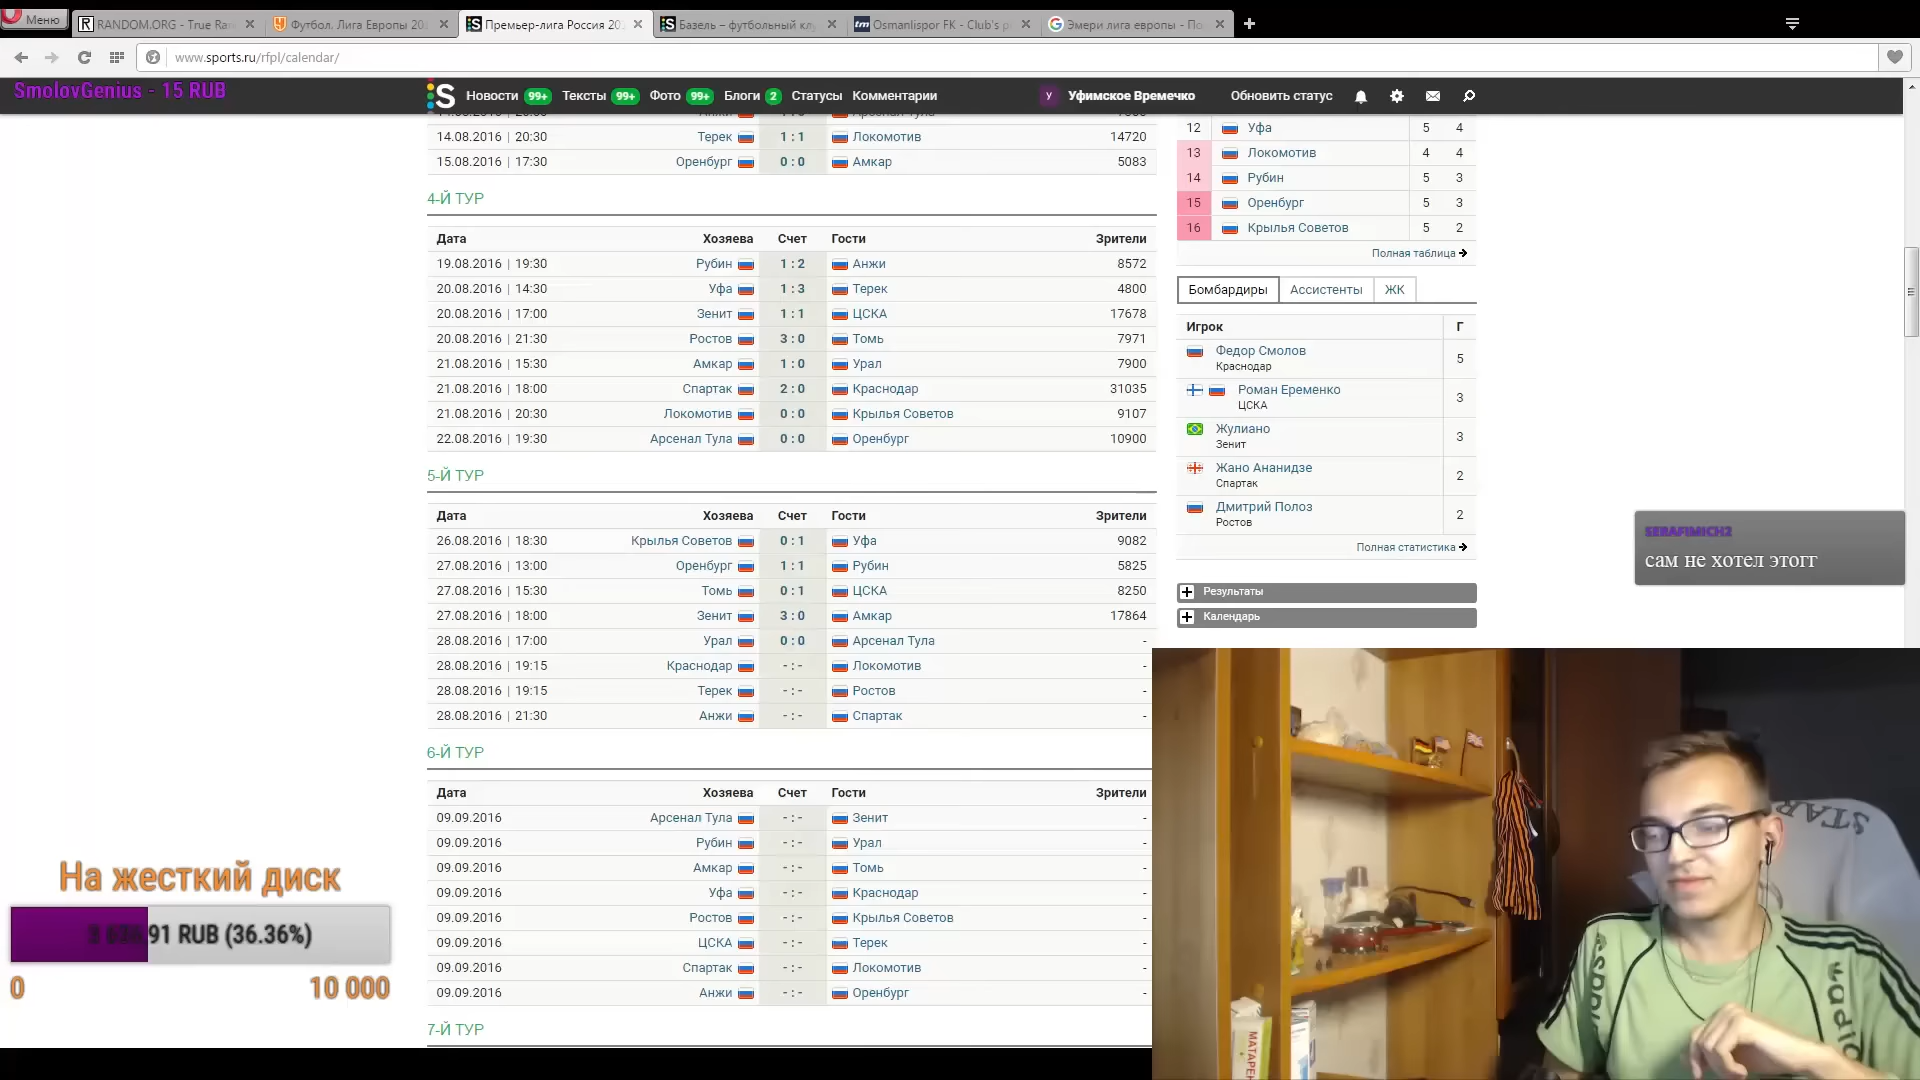 Меню
RANDOM.ORG - True Ran
Футбол. Лига Европы 20
Премьер-лига Россия 20
Базель – футбольный клу
Osmanlispor FK - Club's p
Эмери лига европы - По
www.sports.ru/rfpl/calendar/
SmolovGenius - 15 RUB
Новости 99+ Тексты 99+ Фото 99+ Блоги 2 Статусы Комментарии
У Уфимское Времечко Обновить статус
14.08.2016 | 20:30 Терек 1 : 1 Локомотив 14720
15.08.2016 | 17:30 Оренбург 0 : 0 Амкар 5083
4-Й ТУР
Дата Хозяева Счет Гости Зрители
19.08.2016 | 19:30 Рубин 1 : 2 Анжи 8572
20.08.2016 | 14:30 Уфа 1 : 3 Терек 4800
20.08.2016 | 17:00 Зенит 1 : 1 ЦСКА 17678
20.08.2016 | 21:30 Ростов 3 : 0 Томь 7971
21.08.2016 | 15:30 Амкар 1 : 0 Урал 7900
21.08.2016 | 18:00 Спартак 2 : 0 Краснодар 31035
21.08.2016 | 20:30 Локомотив 0 : 0 Крылья Советов 9107
22.08.2016 | 19:30 Арсенал Тула 0 : 0 Оренбург 10900
5-Й ТУР
Дата Хозяева Счет Гости Зрители
26.08.2016 | 18:30 Крылья Советов 0 : 1 Уфа 9082
27.08.2016 | 13:00 Оренбург 1 : 1 Рубин 5825
27.08.2016 | 15:30 Томь 0 : 1 ЦСКА 8250
27.08.2016 | 18:00 Зенит 3 : 0 Амкар 17864
28.08.2016 | 17:00 Урал 0 : 0 Арсенал Тула -
28.08.2016 | 19:15 Краснодар - : - Локомотив -
28.08.2016 | 19:15 Терек - : - Ростов -
28.08.2016 | 21:30 Анжи - : - Спартак -
6-Й ТУР
Дата Хозяева Счет Гости Зрители
09.09.2016 Арсенал Тула - : - Зенит -
09.09.2016 Рубин - : - Урал -
09.09.2016 Амкар - : - Томь -
09.09.2016 Уфа - : - Краснодар -
09.09.2016 Ростов - : - Крылья Советов -
09.09.2016 ЦСКА - : - Терек -
09.09.2016 Спартак - : - Локомотив -
09.09.2016 Анжи - : - Оренбург -
7-Й ТУР
12 Уфа 5 4
13 Локомотив 4 4
14 Рубин 5 3
15 Оренбург 5 3
16 Крылья Советов 5 2
Полная таблица
Бомбардиры Ассистенты ЖК
Игрок Г
Федор Смолов 5
Краснодар
Роман Еременко 3
ЦСКА
Жулиано 3
Зенит
Жано Ананидзе 2
Спартак
Дмитрий Полоз 2
Ростов
Полная статистика
Результаты
Календарь
SERAFIMICH2
сам не хотел этогг
На жесткий диск
91 RUB (36.36%)
0 10 000
STAR
adidas